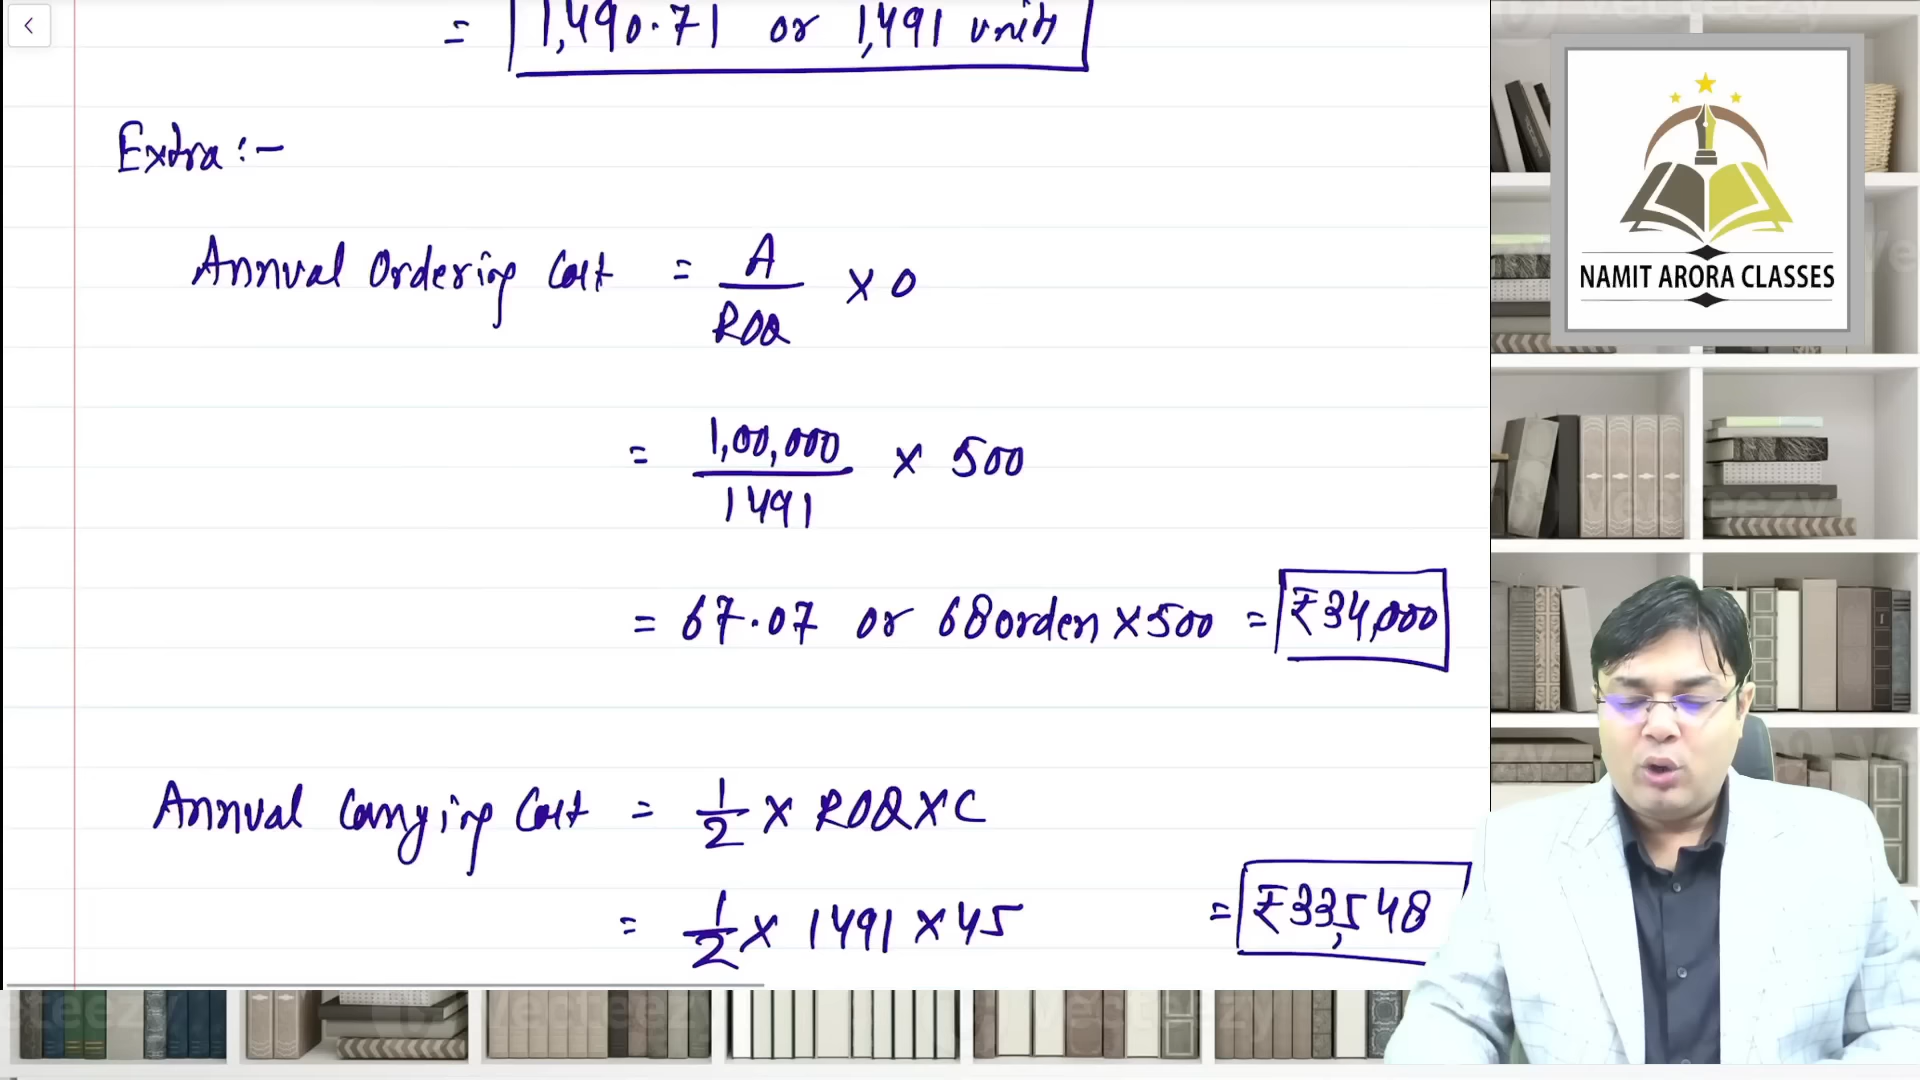 = 1,490.71 or 1,491 units
Extra :-
Annual Ordering Cost = A / ROQ × O
= 1,00,000 / 1491 × 500
= 67.07 or 68 orders × 500 = ₹34,000
Annual Carrying Cost = 1/2 × ROQ × C
= 1/2 × 1491 × 45 = ₹33,548
NAMIT ARORA CLASSES